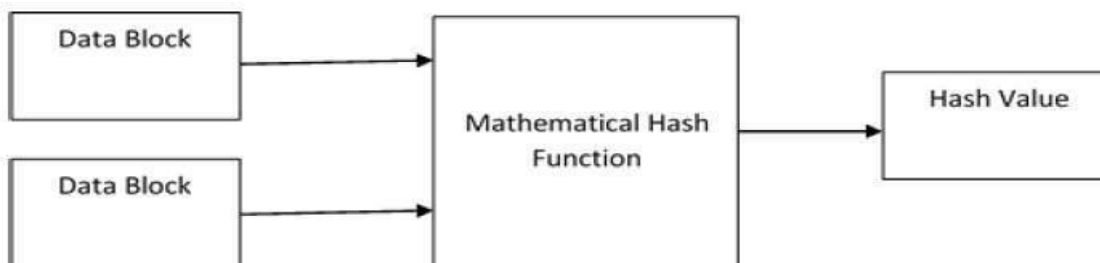 Data Block
Mathematical Hash
Function
Hash Value
Data Block